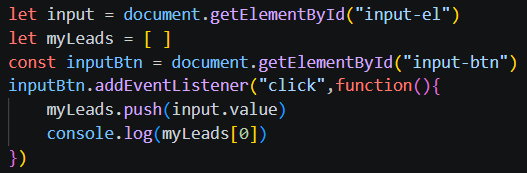 let input = document.getElementById("input-el")
let myLeads = [ ]
const inputBtn = document.getElementById("input-btn")
inputBtn.addEventListener("click",function(){
    myLeads.push(input.value)
    console.log(myLeads[0])
})